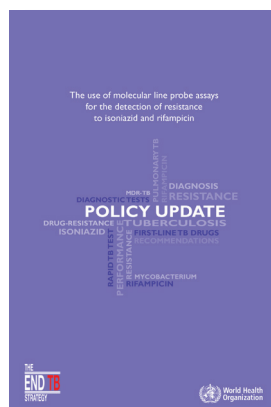 The use of molecular line probe assays
for the detection of resistance
to isoniazid and rifampicin
PULMONARY TB
RIFAMPICIN
DIAGNOSIS
MDR-TB
RESISTANCE
DIAGNOSTIC TESTS
POLICY UPDATE
DRUG-RESISTANCE
TUBERCULOSIS
ISONIAZID
FIRST-LINE TB DRUGS
RECOMMENDATIONS
RAPID TB TEST
PERFORMANCE
RESISTANCE
MYCOBACTERIUM
RIFAMPICIN
THE
END TB
STRATEGY
World Health
Organization